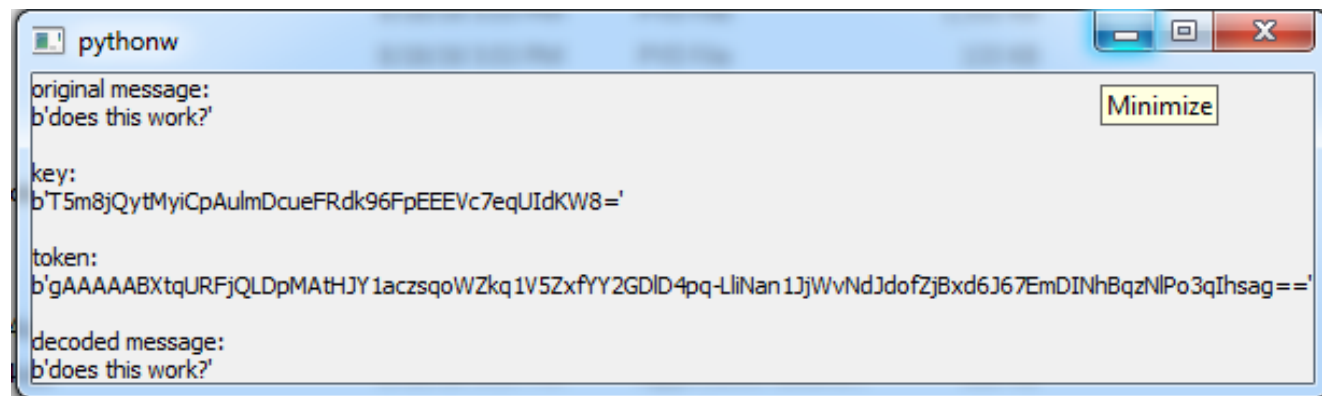 pythonw
Minimize
original message:
b'does this work?'
key:
b'T5m8jQytMyiCpAulmDcueFRdk96FpEEEVc7eqUIdKW8='
token:
b'gAAAAABXtqURFjQLDpMAtHJY1aczsqoWZkq1V5ZxfYY2GDlD4pq-LliNan1JjWvNdJdofZjBxd6J67EmDINhBqzNlPo3qIhsag=='
decoded message:
b'does this work?'